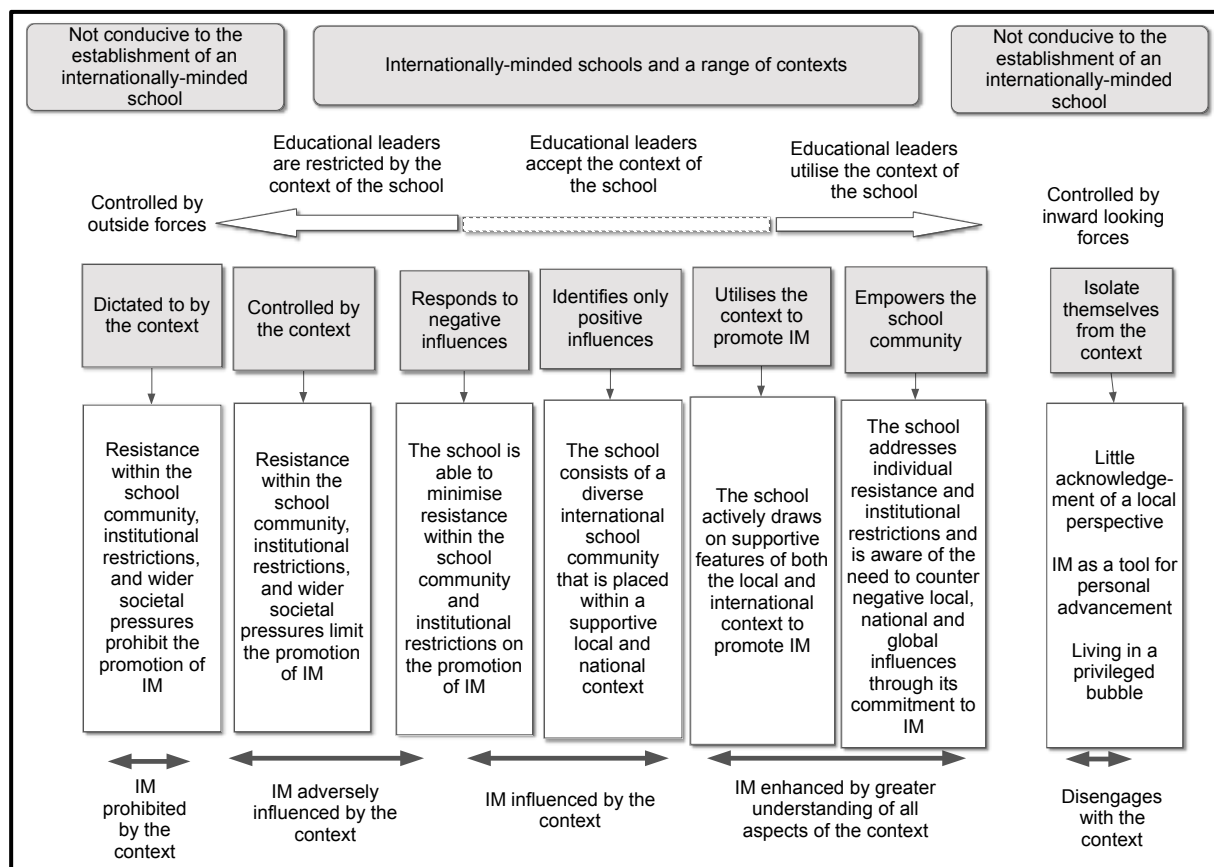 Not conducive to the
establishment of an
internationally-minded
school
Internationally-minded schools and a range of contexts
Not conducive to the
establishment of an
internationally-minded
school
Educational leaders
are restricted by the
context of the school
Educational leaders
accept the context of
the school
Educational leaders
utilise the context of
the school
Controlled by
outside forces
Controlled by
inward looking
forces
Dictated to by
the context
Controlled by
the context
Responds to
negative
influences
Identifies only
positive
influences
Utilises the
context to
promote IM
Empowers the
school
community
Isolate
themselves
from the
context
Resistance
within the
school
community,
institutional
restrictions,
and wider
societal
pressures
prohibit the
promotion of
IM
Resistance
within the
school
community,
institutional
restrictions,
and wider
societal
pressures limit
the promotion
of IM
The school is
able to
minimise
resistance
within the
school
community
and
institutional
restrictions on
the promotion
of IM
The school
consists of a
diverse
international
school
community
that is placed
within a
supportive
local and
national
context
The school
actively draws
on supportive
features of both
the local and
international
context to
promote IM
The school
addresses
individual
resistance and
institutional
restrictions and
is aware of the
need to counter
negative local,
national and
global
influences
through its
commitment to
IM
Little
acknowledge-
ment of a local
perspective
IM as a tool for
personal
advancement
Living in a
privileged
bubble
IM
prohibited
by the
context
IM adversely
influenced by the
context
IM influenced by the
context
IM enhanced by greater
understanding of all
aspects of the context
Disengages
with the
context